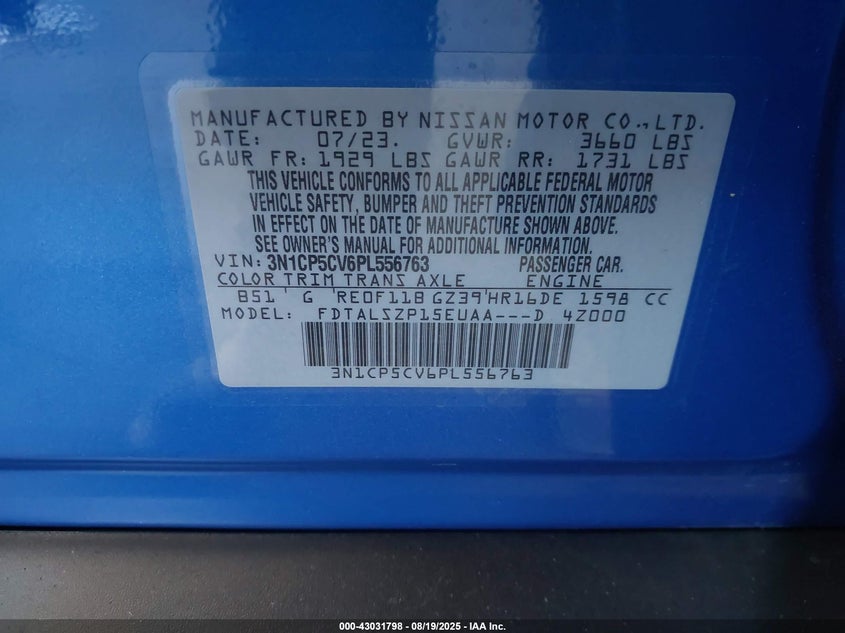 MANUFACTURED BY NISSAN MOTOR CO.,LTD.
DATE: 07/23. GVWR: 3660 LBS
GAWR FR: 1929 LBS GAWR RR: 1731 LBS
THIS VEHICLE CONFORMS TO ALL APPLICABLE FEDERAL MOTOR
VEHICLE SAFETY, BUMPER AND THEFT PREVENTION STANDARDS
IN EFFECT ON THE DATE OF MANUFACTURE SHOWN ABOVE.
SEE OWNER'S MANUAL FOR ADDITIONAL INFORMATION.
VIN: 3N1CP5CV6PL556763 PASSENGER CAR
COLOR TRIM TRANS AXLE ENGINE
B51 G RE0F11B GZ39 HR16DE 1598 CC
MODEL: FDTALSZP15EUAA---D 4Z000
3N1CP5CV6PL556763
000-43031798 - 08/19/2025 - IAA Inc.